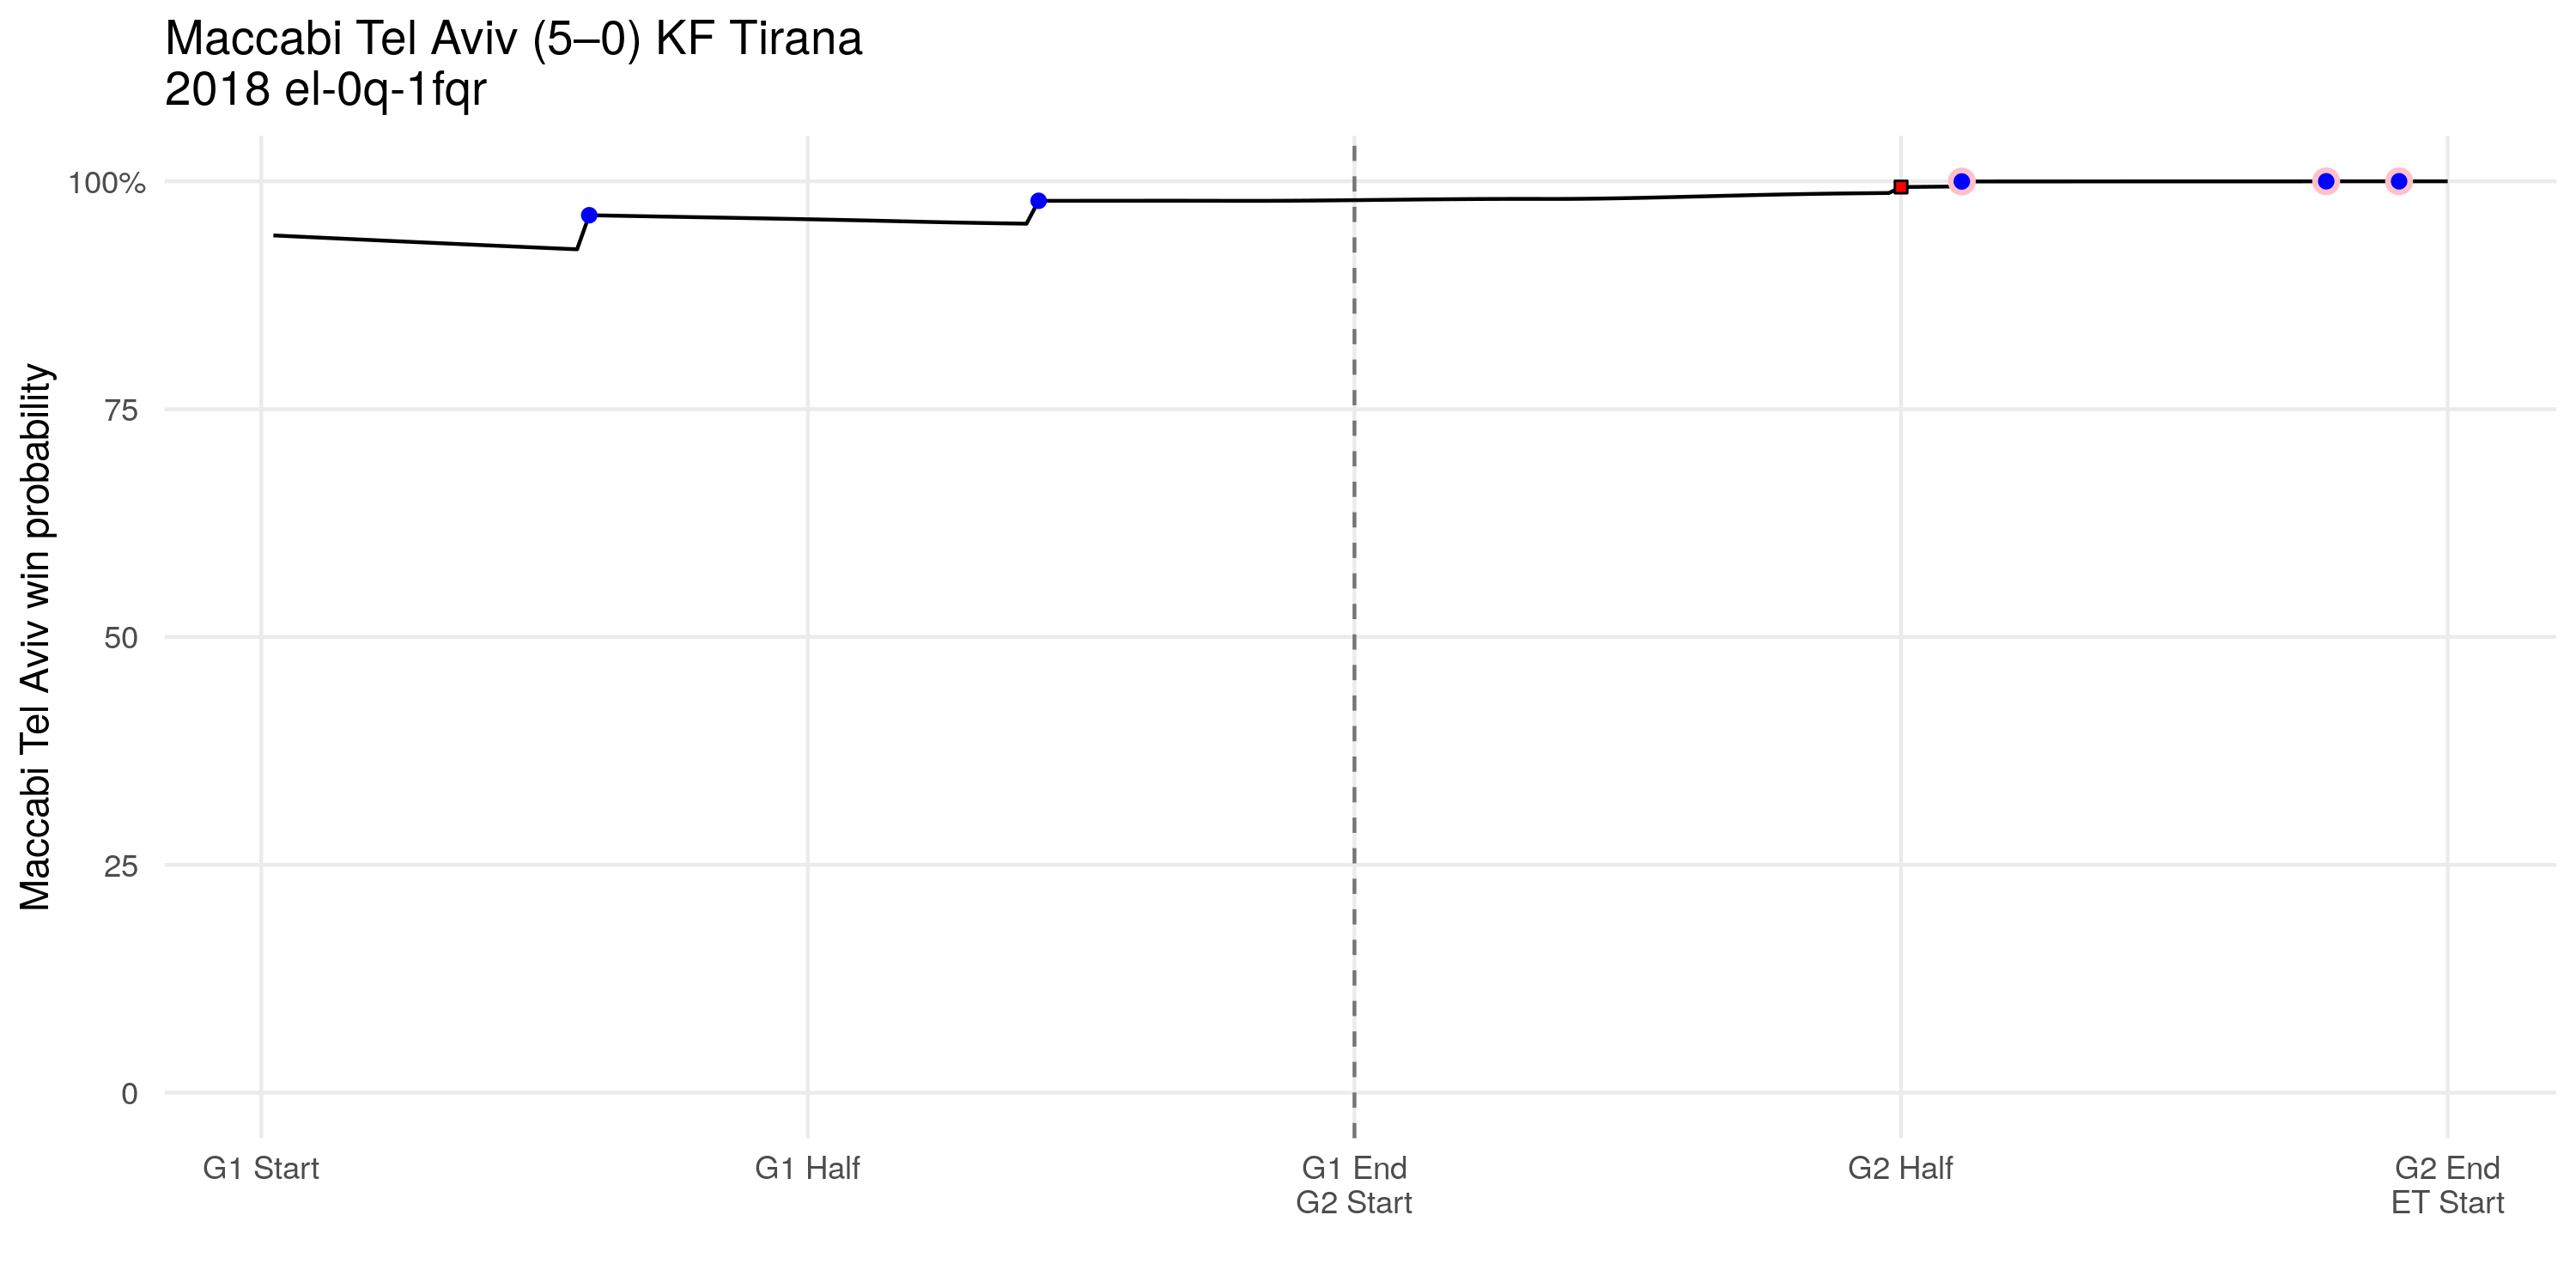 Maccabi Tel Aviv (5–0) KF Tirana
2018 el-0q-1fqr
Maccabi Tel Aviv win probability
100%
75
50
25
0
G1 Start
G1 Half
G1 End
G2 Start
G2 Half
G2 End
ET Start